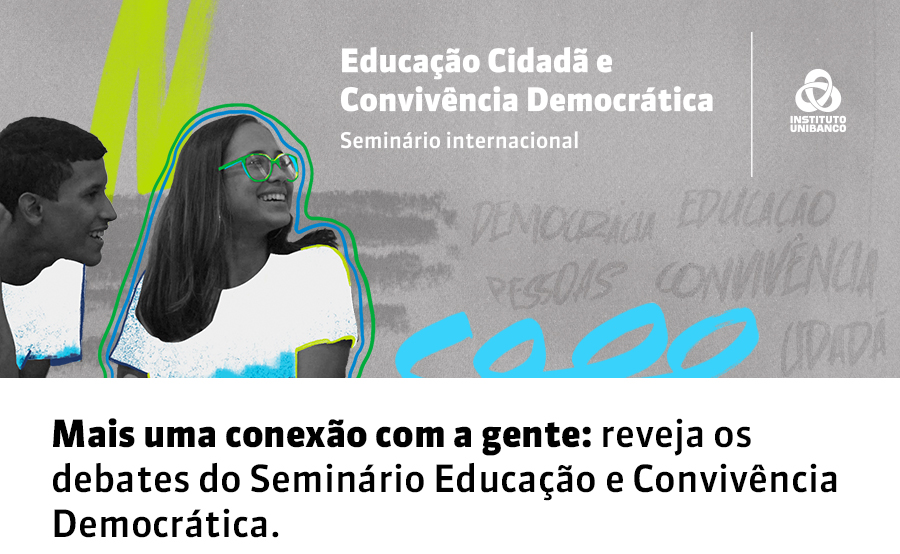 Educação Cidadã e
Convivência Democrática
Seminário internacional
INSTITUTO
UNIBANCO
DEMOCRACIA EDUCAÇÃO
PESSOAS CONVIVÊNCIA
CIDADÃ
Mais uma conexão com a gente: reveja os
debates do Seminário Educação e Convivência
Democrática.